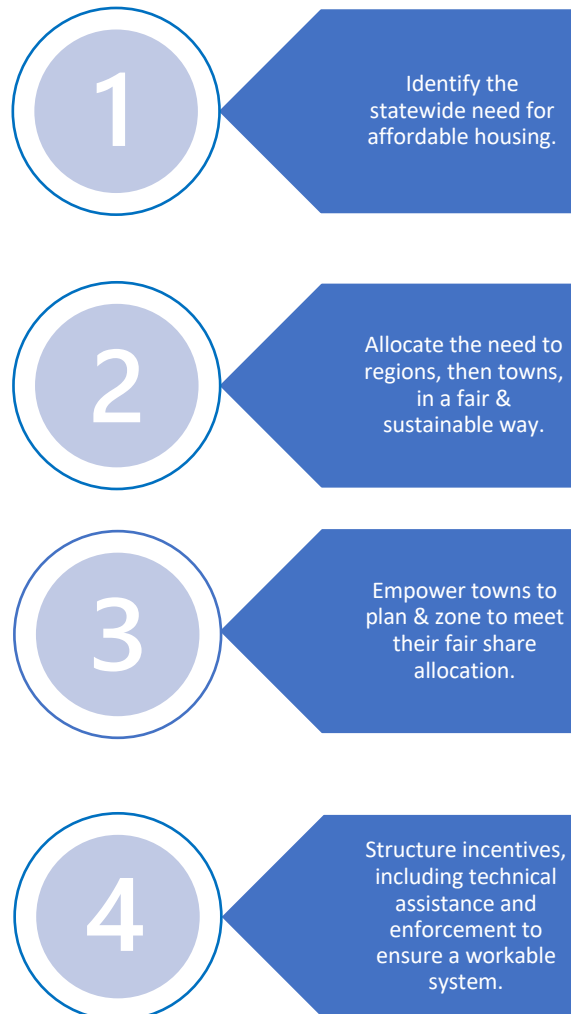 1
Identify the
statewide need for
affordable housing.
2
Allocate the need to
regions, then towns,
in a fair &
sustainable way.
3
Empower towns to
plan & zone to meet
their fair share
allocation.
4
Structure incentives,
including technical
assistance and
enforcement to
ensure a workable
system.